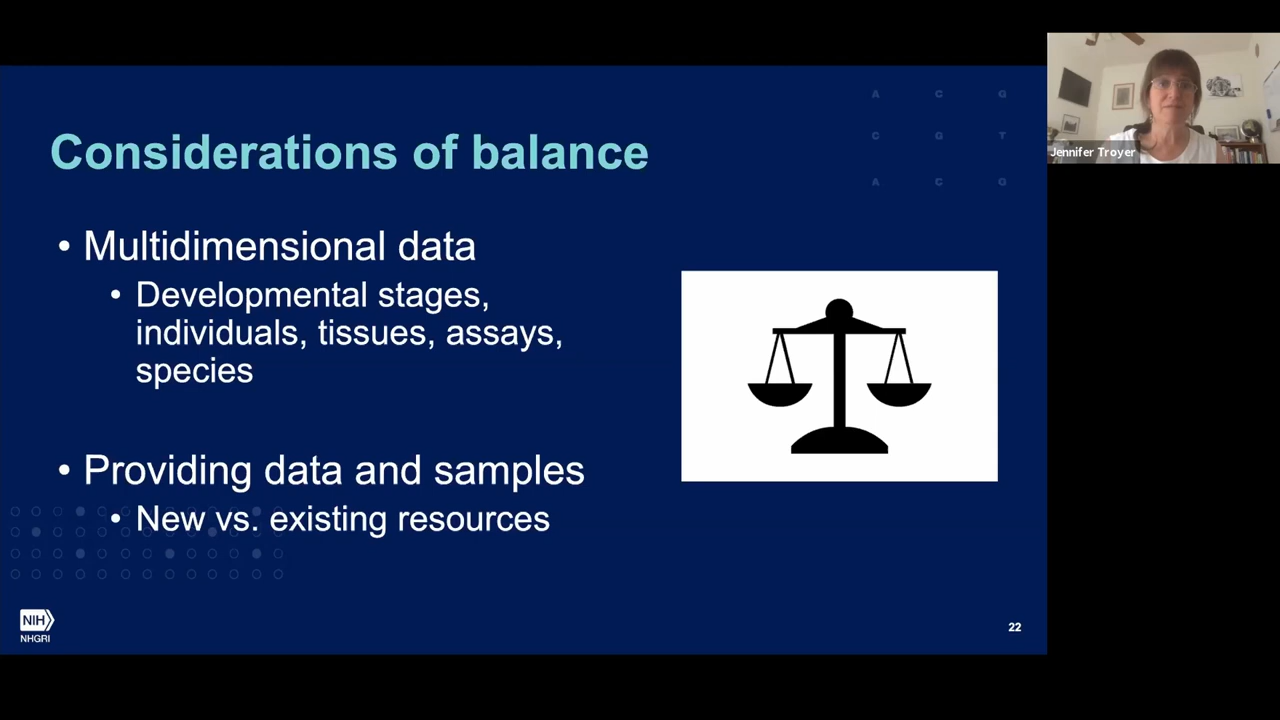 A C G
C G T
A C G
Considerations of balance
• Multidimensional data
• Developmental stages,
individuals, tissues, assays,
species
• Providing data and samples
• New vs. existing resources
NIH
NHGRI
22
Jennifer Troyer